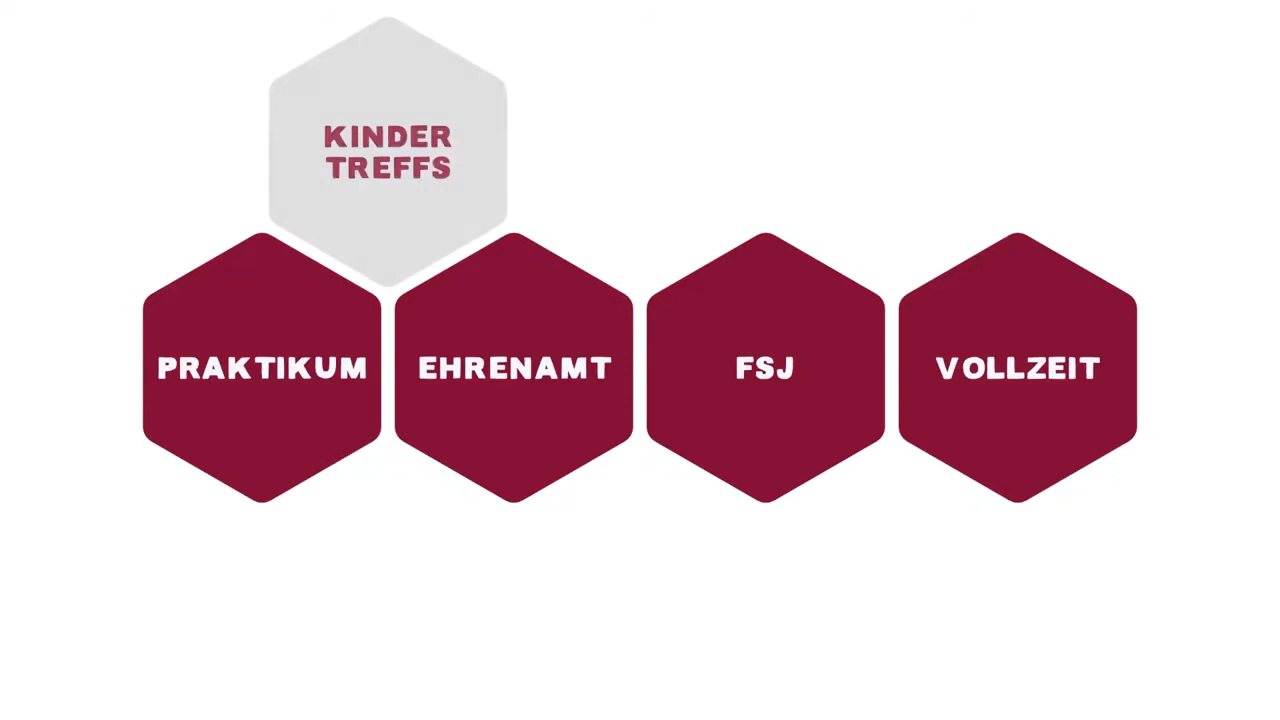 KINDER
TREFFS
PRAKTIKUM
EHRENAMT
FSJ
VOLLZEIT